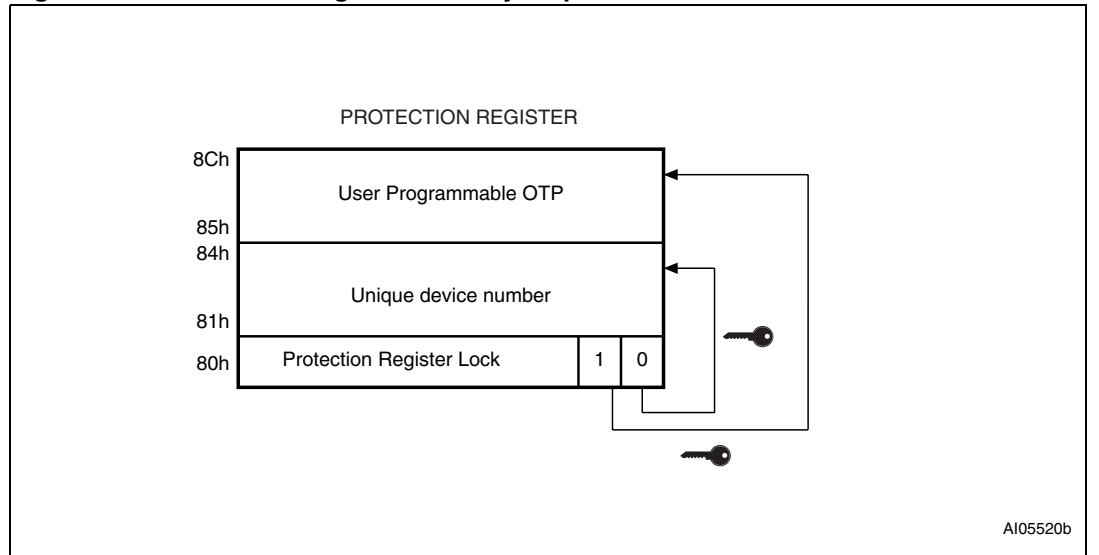 PROTECTION REGISTER
8Ch
User Programmable OTP
85h
84h
Unique device number
81h
80h
Protection Register Lock
1
0
AI05520b